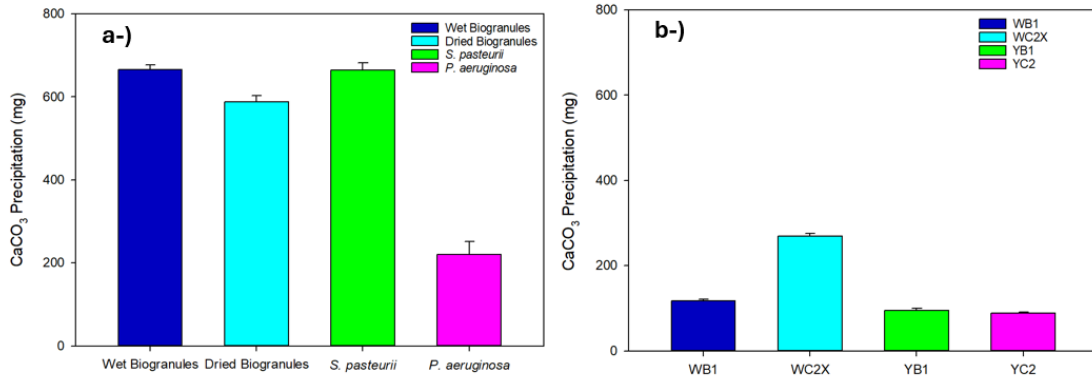 a-)
Wet Biogranules
Dried Biogranules
S. pasteurii
P. aeruginosa
CaCO₃ Precipitation (mg)
800
600
400
200
0
Wet Biogranules Dried Biogranules S. pasteurii P. aeruginosa
b-)
WB1
WC2X
YB1
YC2
CaCO₃ Precipitation (mg)
800
600
400
200
0
WB1 WC2X YB1 YC2